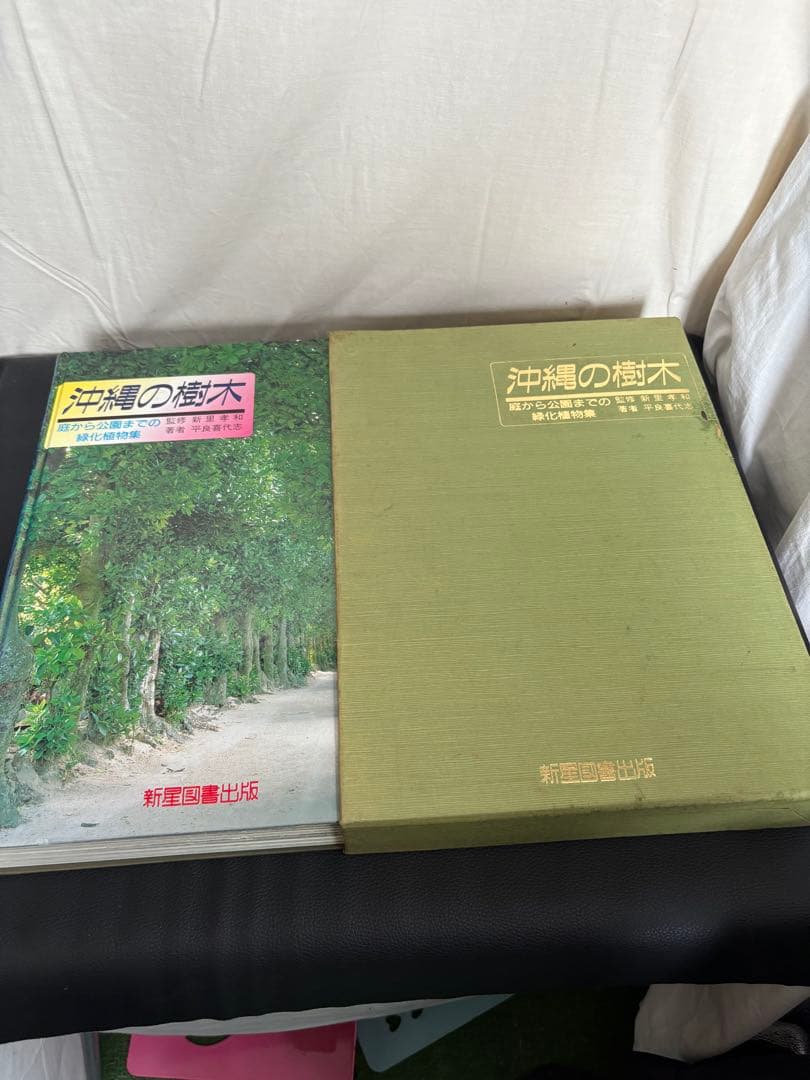 沖縄の樹木
庭から公園までの
緑化植物集
監修 新里孝和
著者 平良喜代志
新星図書出版
沖縄の樹木
庭から公園までの
緑化植物集
監修 新里孝和
著者 平良喜代志
新星図書出版